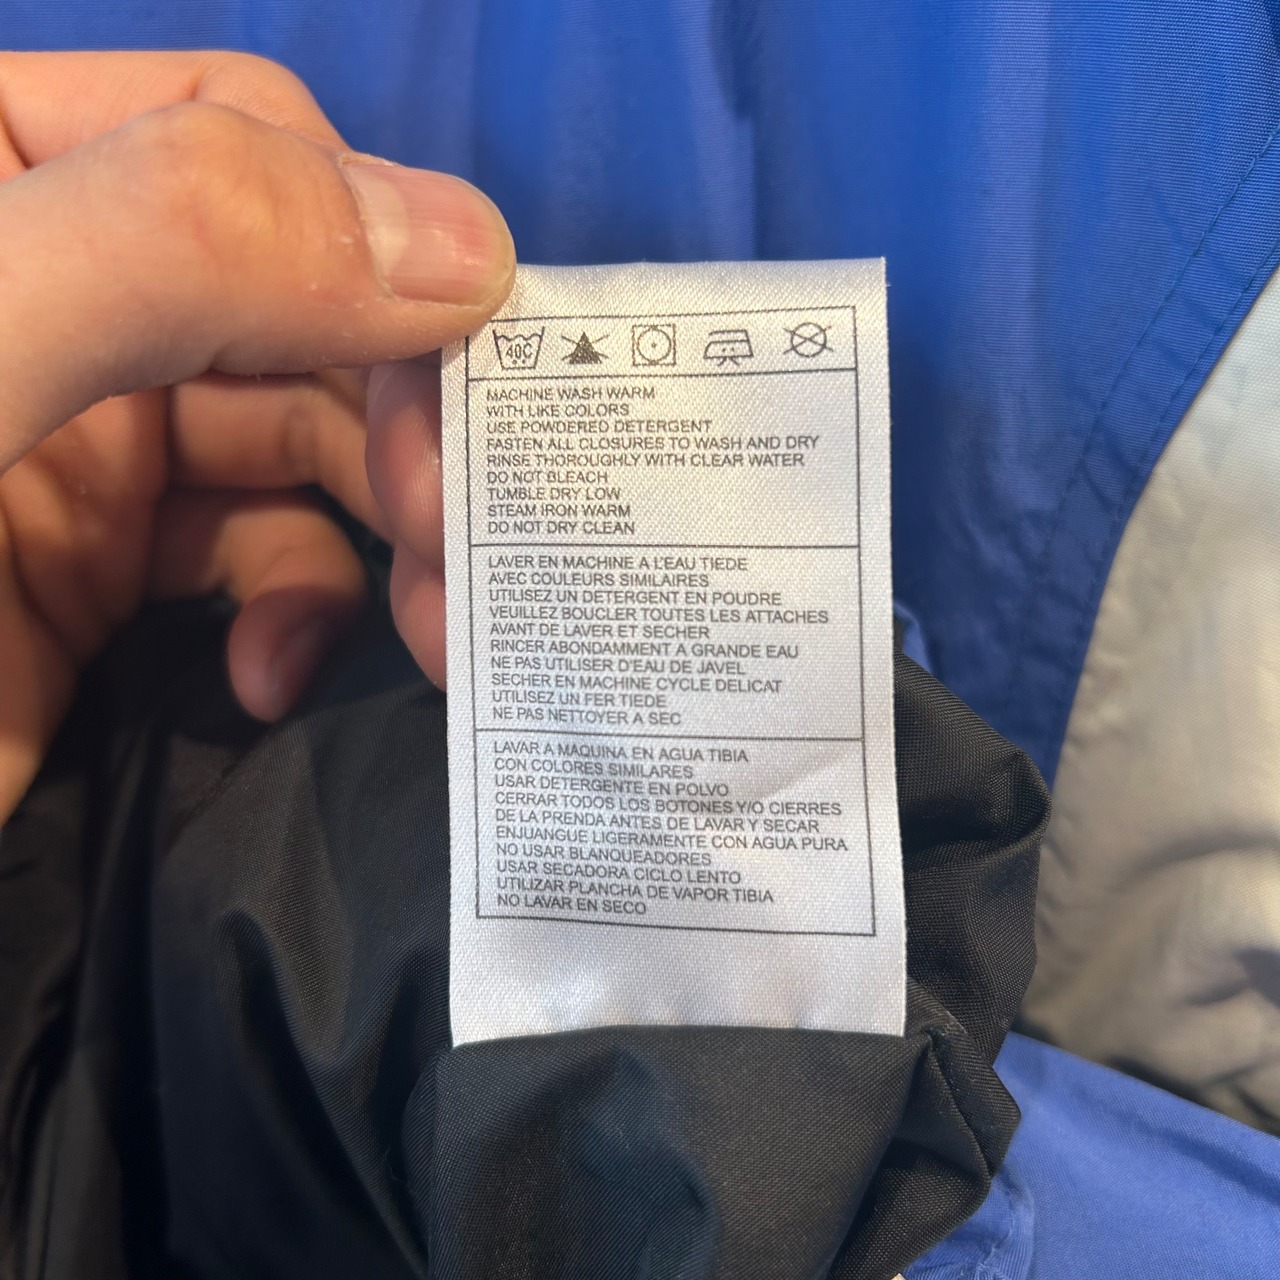 40C
MACHINE WASH WARM
WITH LIKE COLORS
USE POWDERED DETERGENT
FASTEN ALL CLOSURES TO WASH AND DRY
RINSE THOROUGHLY WITH CLEAR WATER
DO NOT BLEACH
TUMBLE DRY LOW
STEAM IRON WARM
DO NOT DRY CLEAN
LAVER EN MACHINE A L'EAU TIEDE
AVEC COULEURS SIMILAIRES
UTILISEZ UN DETERGENT EN POUDRE
VEUILLEZ BOUCLER TOUTES LES ATTACHES
AVANT DE LAVER ET SECHER
RINCER ABONDAMMENT A GRANDE EAU
NE PAS UTILISER D'EAU DE JAVEL
SECHER EN MACHINE CYCLE DELICAT
UTILISEZ UN FER TIEDE
NE PAS NETTOYER A SEC
LAVAR A MAQUINA EN AGUA TIBIA
CON COLORES SIMILARES
USAR DETERGENTE EN POLVO
CERRAR TODOS LOS BOTONES Y/O CIERRES
DE LA PRENDA ANTES DE LAVAR Y SECAR
ENJUANGUE LIGERAMENTE CON AGUA PURA
NO USAR BLANQUEADORES
USAR SECADORA CICLO LENTO
UTILIZAR PLANCHA DE VAPOR TIBIA
NO LAVAR EN SECO